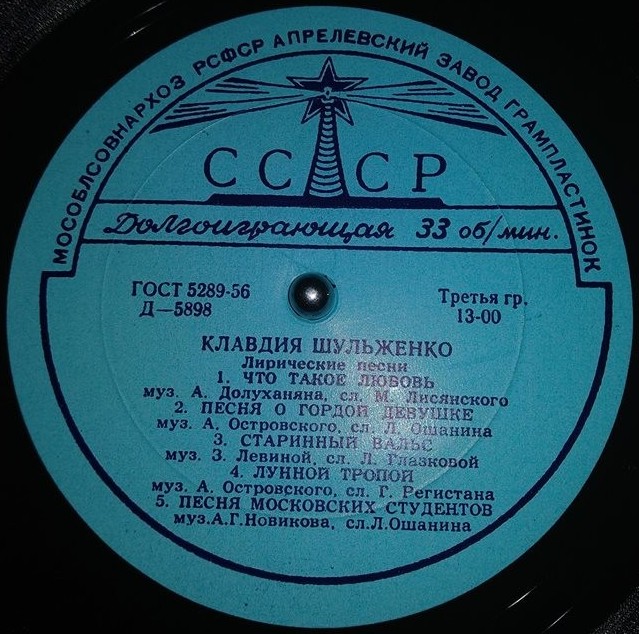 МОСОБЛСОВНАРХОЗ РСФСР АПРЕЛЕВСКИЙ ЗАВОД ГРАМПЛАСТИНОК
СССР
Долгоиграющая 33 об/мин.
ГОСТ 5289-56
Д—5898
Третья гр.
13-00
КЛАВДИЯ ШУЛЬЖЕНКО
Лирические песни
1. ЧТО ТАКОЕ ЛЮБОВЬ
муз. А. Долуханяна, сл. М. Лисянского
2. ПЕСНЯ О ГОРДОЙ ДЕВУШКЕ
муз. А. Островского, сл. Л. Ошанина
3. СТАРИННЫЙ ВАЛЬС
муз. З. Левиной, сл. Л. Глазковой
4. ЛУННОЙ ТРОПОЙ
муз. А. Островского, сл. Г. Регистана
5. ПЕСНЯ МОСКОВСКИХ СТУДЕНТОВ
муз.А.Г.Новикова, сл.Л.Ошанина